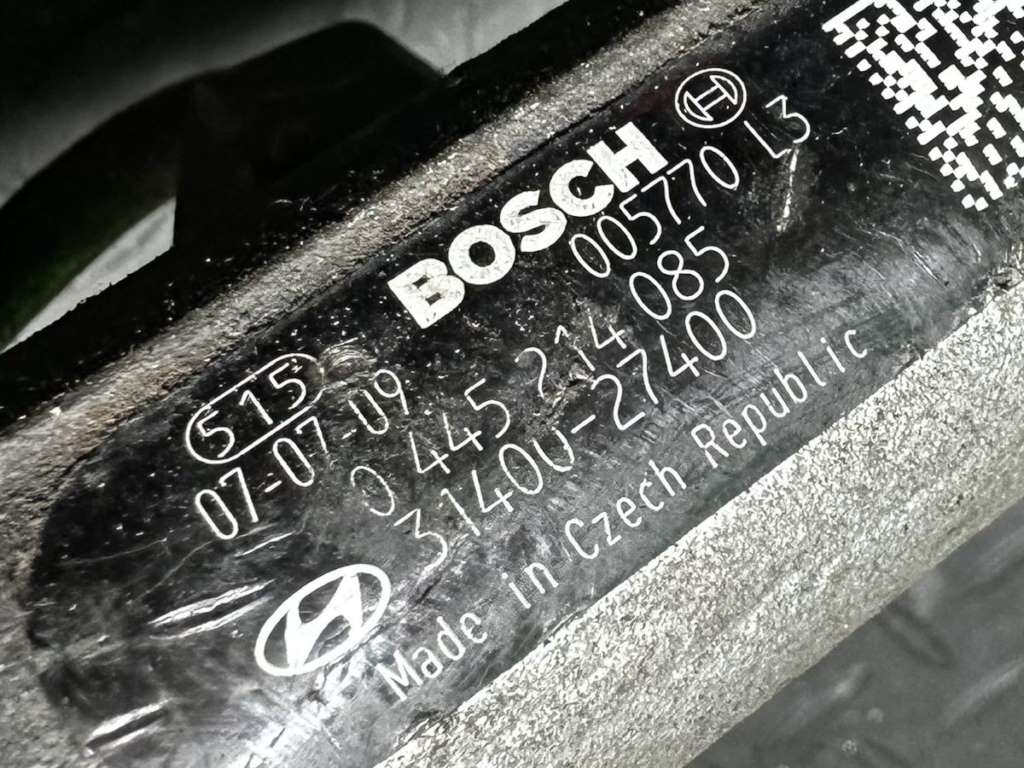 BOSCH
005770 L3
515
07-07-09
0 445 214 085
31400-27400
Made in Czech Republic